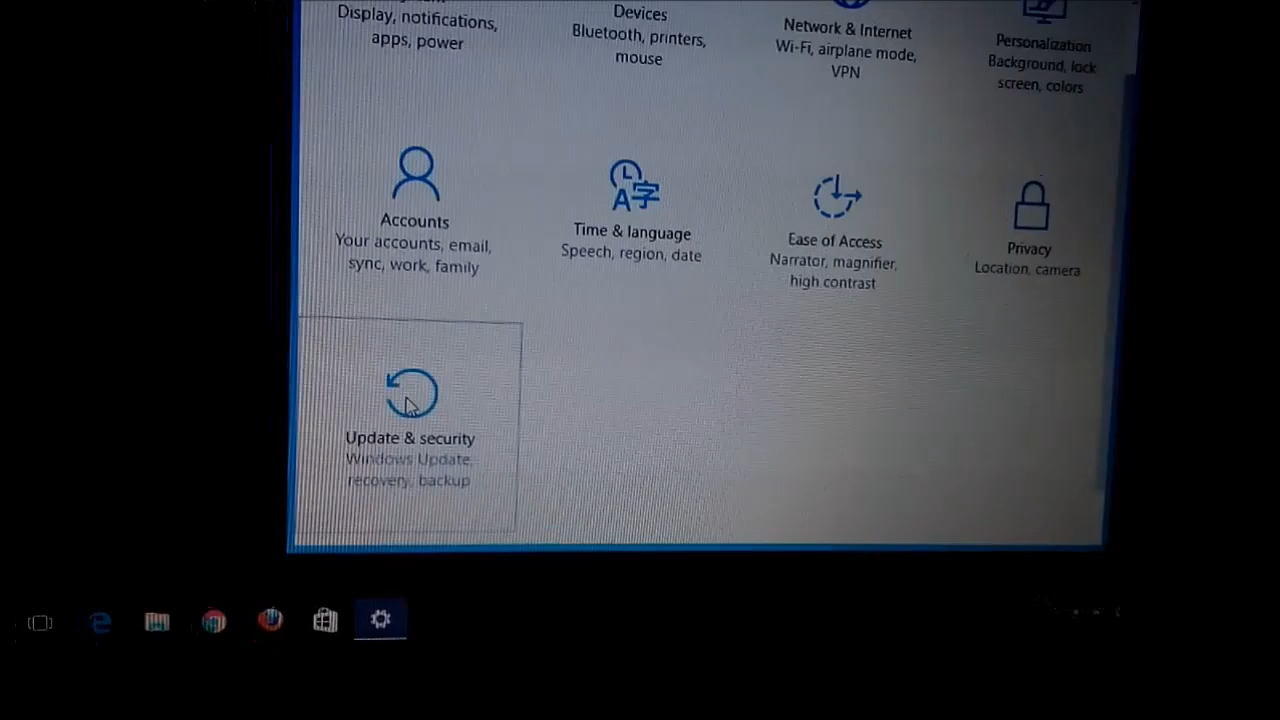 Display, notifications,
apps, power
Devices
Bluetooth, printers,
mouse
Network & Internet
Wi-Fi, airplane mode,
VPN
Personalization
Background, lock
screen, colors
Accounts
Your accounts, email,
sync, work, family
Time & language
Speech, region, date
Ease of Access
Narrator, magnifier,
high contrast
Privacy
Location, camera
Update & security
Windows Update,
recovery, backup